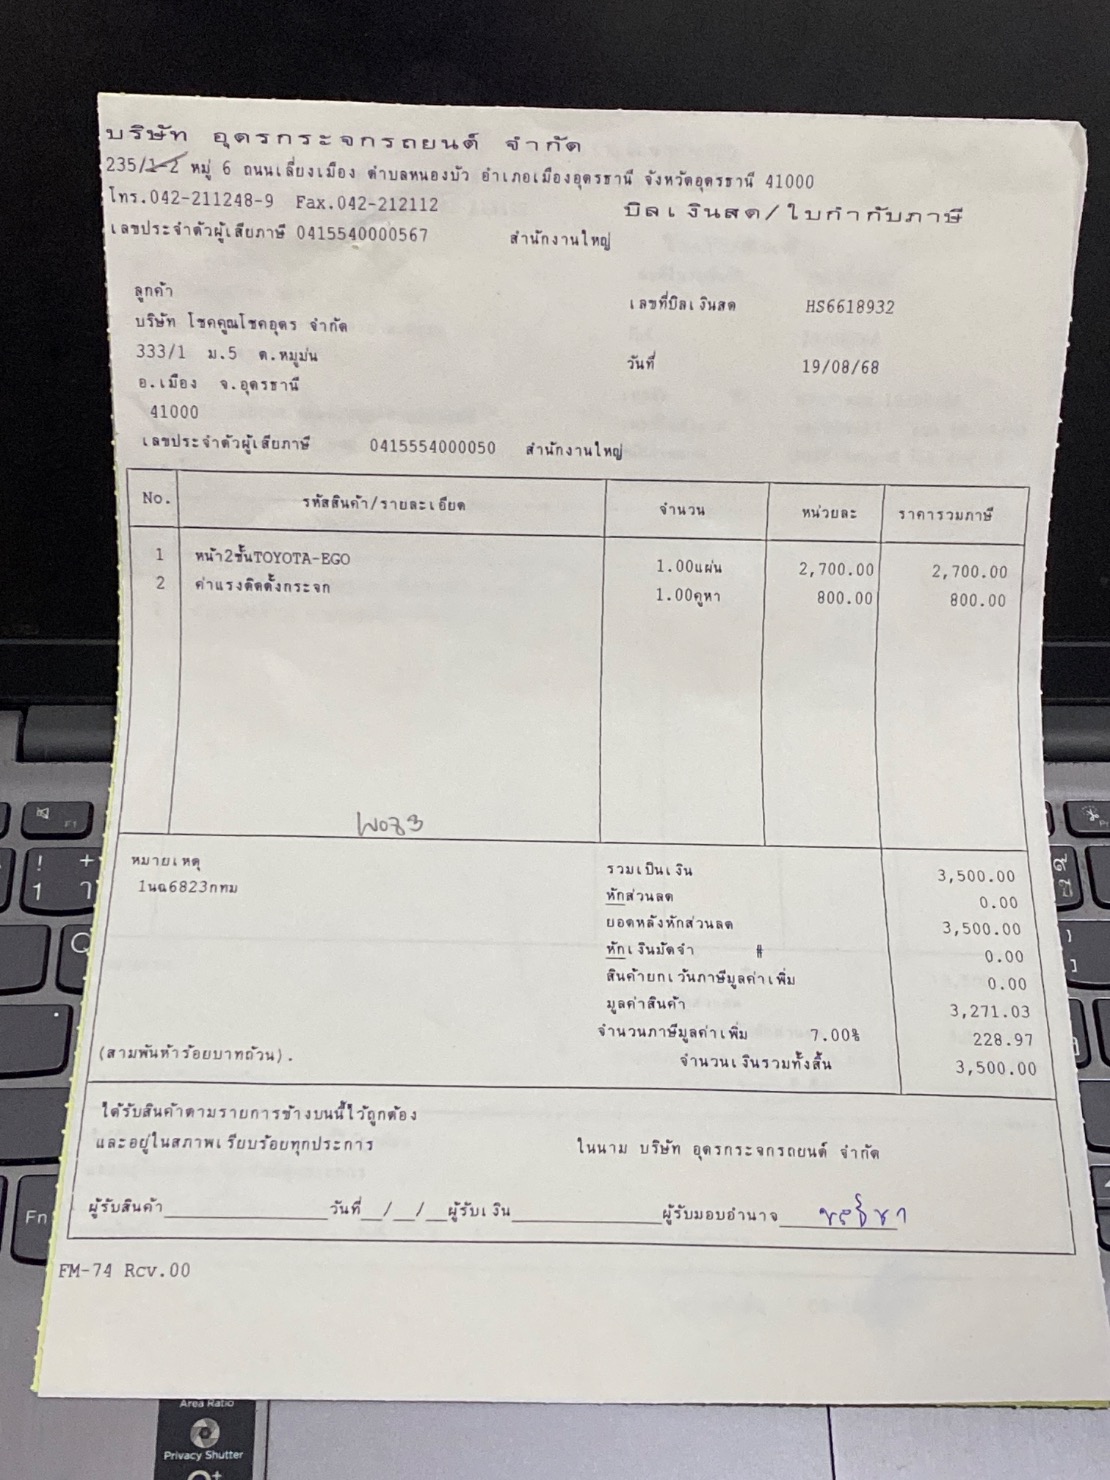 บริษัท อุดรกระจกรถยนต์ จำกัด
235/1-2 หมู่ 6 ถนนเลี่ยงเมือง ตำบลหนองบัว อำเภอเมืองอุดรธานี จังหวัดอุดรธานี 41000
โทร.042-211248-9 Fax.042-212112
บิลเงินสด/ใบกำกับภาษี
เลขประจำตัวผู้เสียภาษี 0415540000567 สำนักงานใหญ่
ลูกค้า
บริษัท โชคคูณโชคอุดร จำกัด
333/1 ม.5 ต.หมูม่น
อ.เมือง จ.อุดรธานี
41000
เลขที่บิลเงินสด HS6618932
วันที่ 19/08/68
เลขประจำตัวผู้เสียภาษี 0415554000050 สำนักงานใหญ่
No. รหัสสินค้า/รายละเอียด จำนวน หน่วยละ ราคารวมภาษี
1 หน้า2ชั้นTOYOTA-EGO 1.00แผ่น 2,700.00 2,700.00
2 ค่าแรงติดตั้งกระจก 1.00คูหา 800.00 800.00
หมายเหตุ
1นฉ6823กทม
รวมเป็นเงิน 3,500.00
หักส่วนลด 0.00
ยอดหลังหักส่วนลด 3,500.00
หักเงินมัดจำ # 0.00
สินค้ายกเว้นภาษีมูลค่าเพิ่ม 0.00
มูลค่าสินค้า 3,271.03
จำนวนภาษีมูลค่าเพิ่ม 7.00% 228.97
(สามพันห้าร้อยบาทถ้วน). จำนวนเงินรวมทั้งสิ้น 3,500.00
ได้รับสินค้าตามรายการข้างบนนี้ไว้ถูกต้อง
และอยู่ในสภาพเรียบร้อยทุกประการ ในนาม บริษัท อุดรกระจกรถยนต์ จำกัด
ผู้รับสินค้า วันที่ / / ผู้รับเงิน ผู้รับมอบอำนาจ
FM-74 Rev.00
Fn
Area Ratio
Privacy Shutter